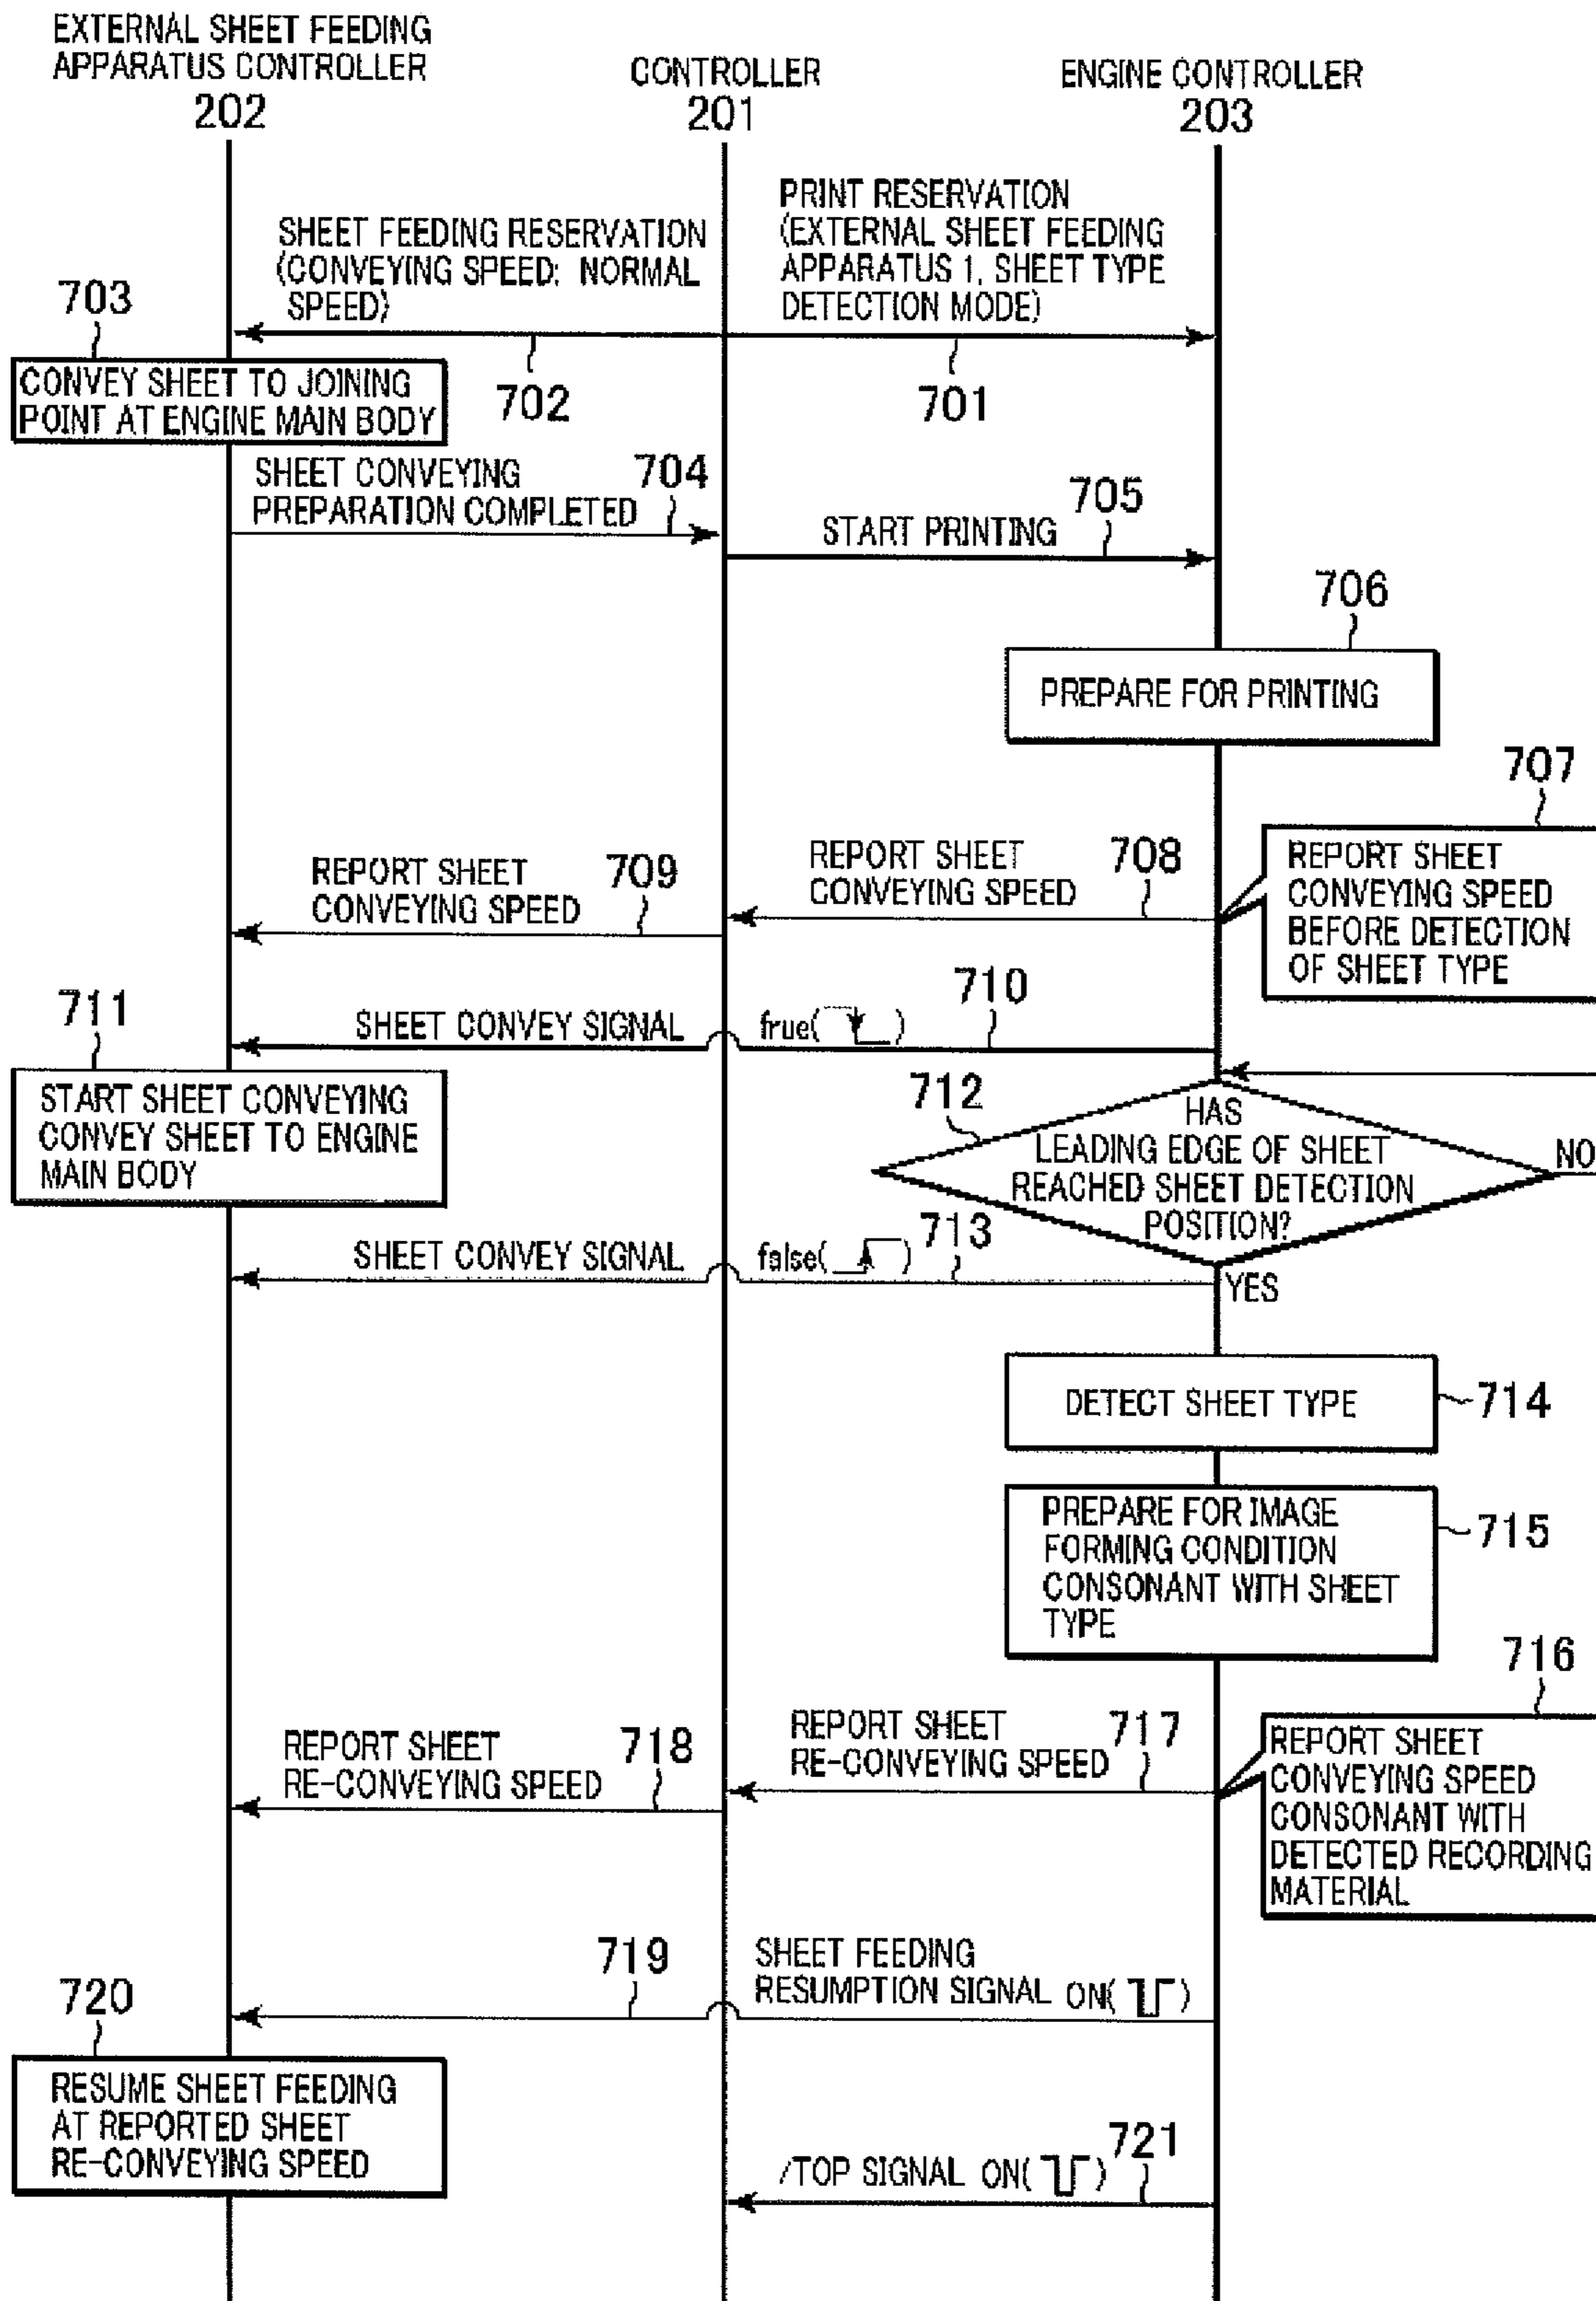 EXTERNAL SHEET FEEDING
APPARATUS CONTROLLER
202
CONTROLLER
201
ENGINE CONTROLLER
203
SHEET FEEDING RESERVATION
(CONVEYING SPEED: NORMAL
SPEED)
702
PRINT RESERVATION
(EXTERNAL SHEET FEEDING
APPARATUS 1, SHEET TYPE
DETECTION MODE)
701
703
CONVEY SHEET TO JOINING
POINT AT ENGINE MAIN BODY
SHEET CONVEYING
PREPARATION COMPLETED
704
START PRINTING
705
706
PREPARE FOR PRINTING
707
REPORT SHEET
CONVEYING SPEED
BEFORE DETECTION
OF SHEET TYPE
REPORT SHEET
CONVEYING SPEED
708
REPORT SHEET
CONVEYING SPEED
709
710
SHEET CONVEY SIGNAL frue( )
711
START SHEET CONVEYING
CONVEY SHEET TO ENGINE
MAIN BODY
712
HAS
LEADING EDGE OF SHEET
REACHED SHEET DETECTION
POSITION?
NO
YES
SHEET CONVEY SIGNAL false( )
713
DETECT SHEET TYPE
714
PREPARE FOR IMAGE
FORMING CONDITION
CONSONANT WITH SHEET
TYPE
715
716
REPORT SHEET
CONVEYING SPEED
CONSONANT WITH
DETECTED RECORDING
MATERIAL
REPORT SHEET
RE-CONVEYING SPEED
717
REPORT SHEET
RE-CONVEYING SPEED
718
719
SHEET FEEDING
RESUMPTION SIGNAL ON( )
720
RESUME SHEET FEEDING
AT REPORTED SHEET
RE-CONVEYING SPEED
/TOP SIGNAL ON( )
721